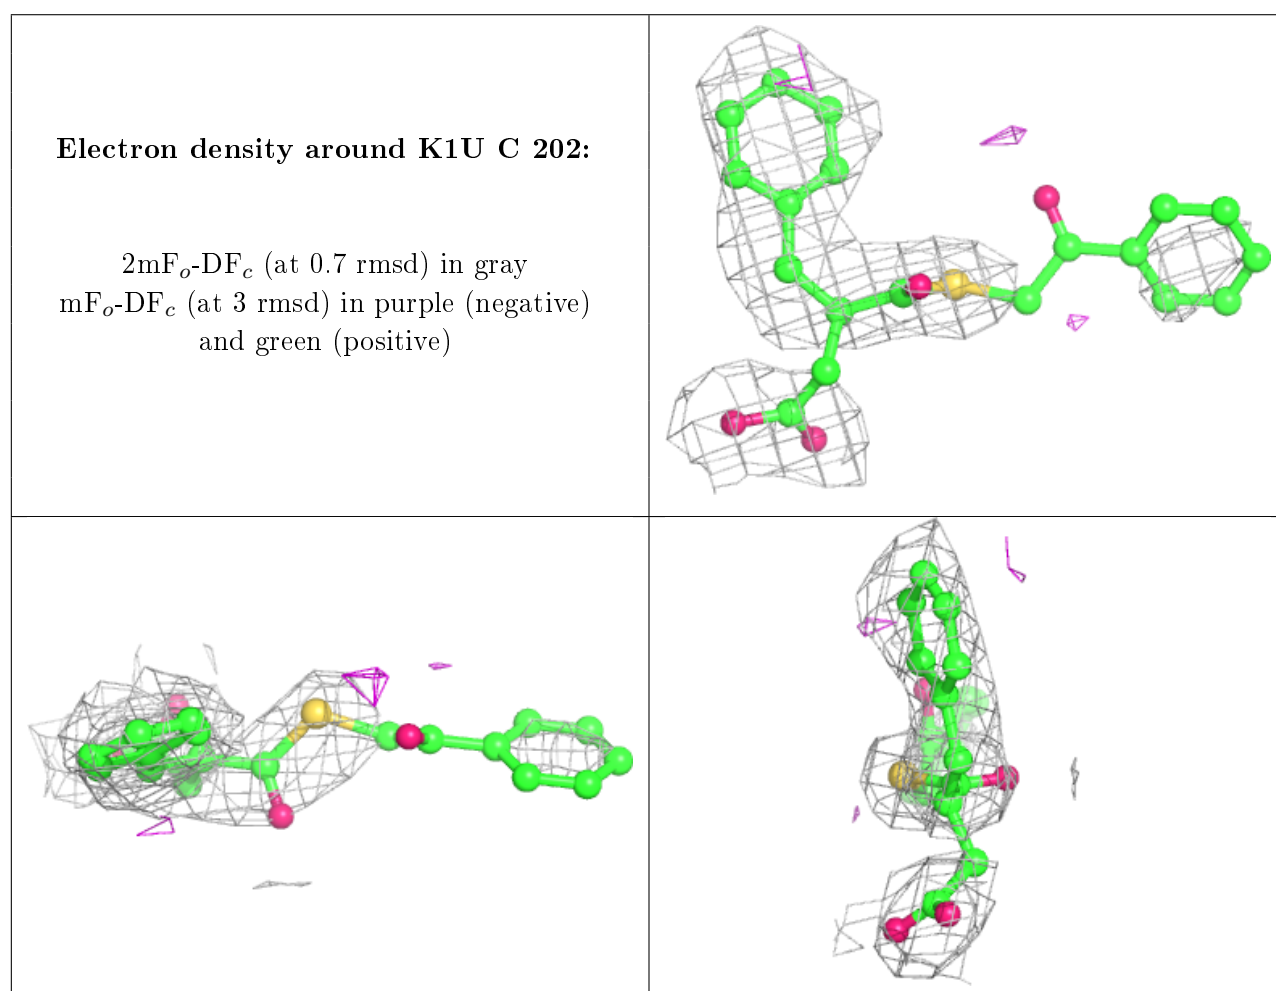 Electron density around K1U C 202:
2mFo-DFc (at 0.7 rmsd) in gray
mFo-DFc (at 3 rmsd) in purple (negative)
and green (positive)